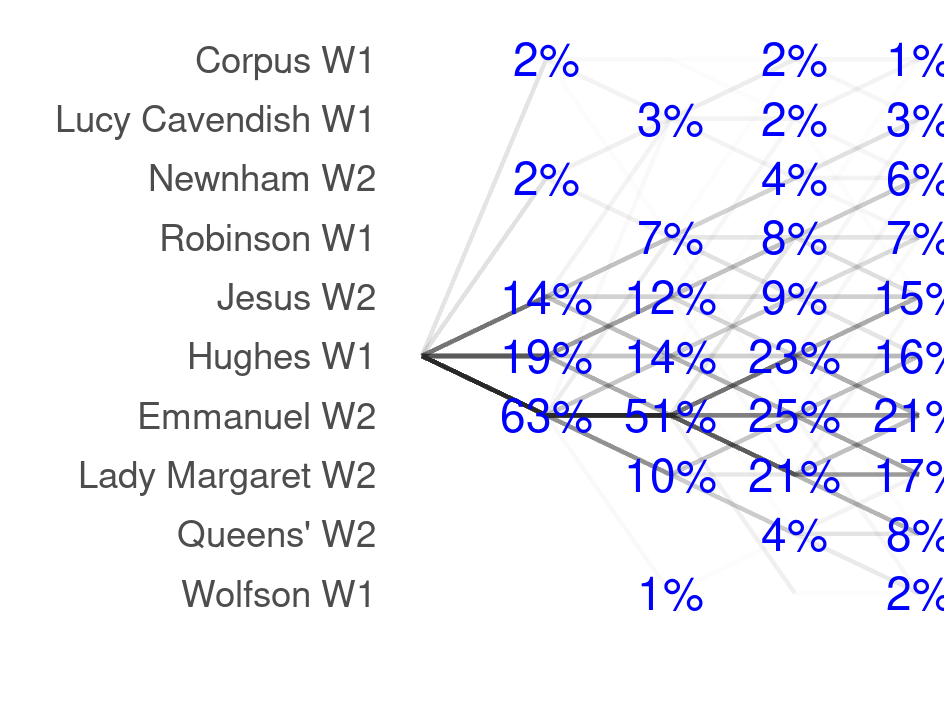 Corpus W1 2% 2% 1%
Lucy Cavendish W1 3% 2% 3%
Newnham W2 2% 4% 6%
Robinson W1 7% 8% 7%
Jesus W2 14% 12% 9% 15%
Hughes W1 19% 14% 23% 16%
Emmanuel W2 63% 51% 25% 21%
Lady Margaret W2 10% 21% 17%
Queens' W2 4% 8%
Wolfson W1 1% 2%